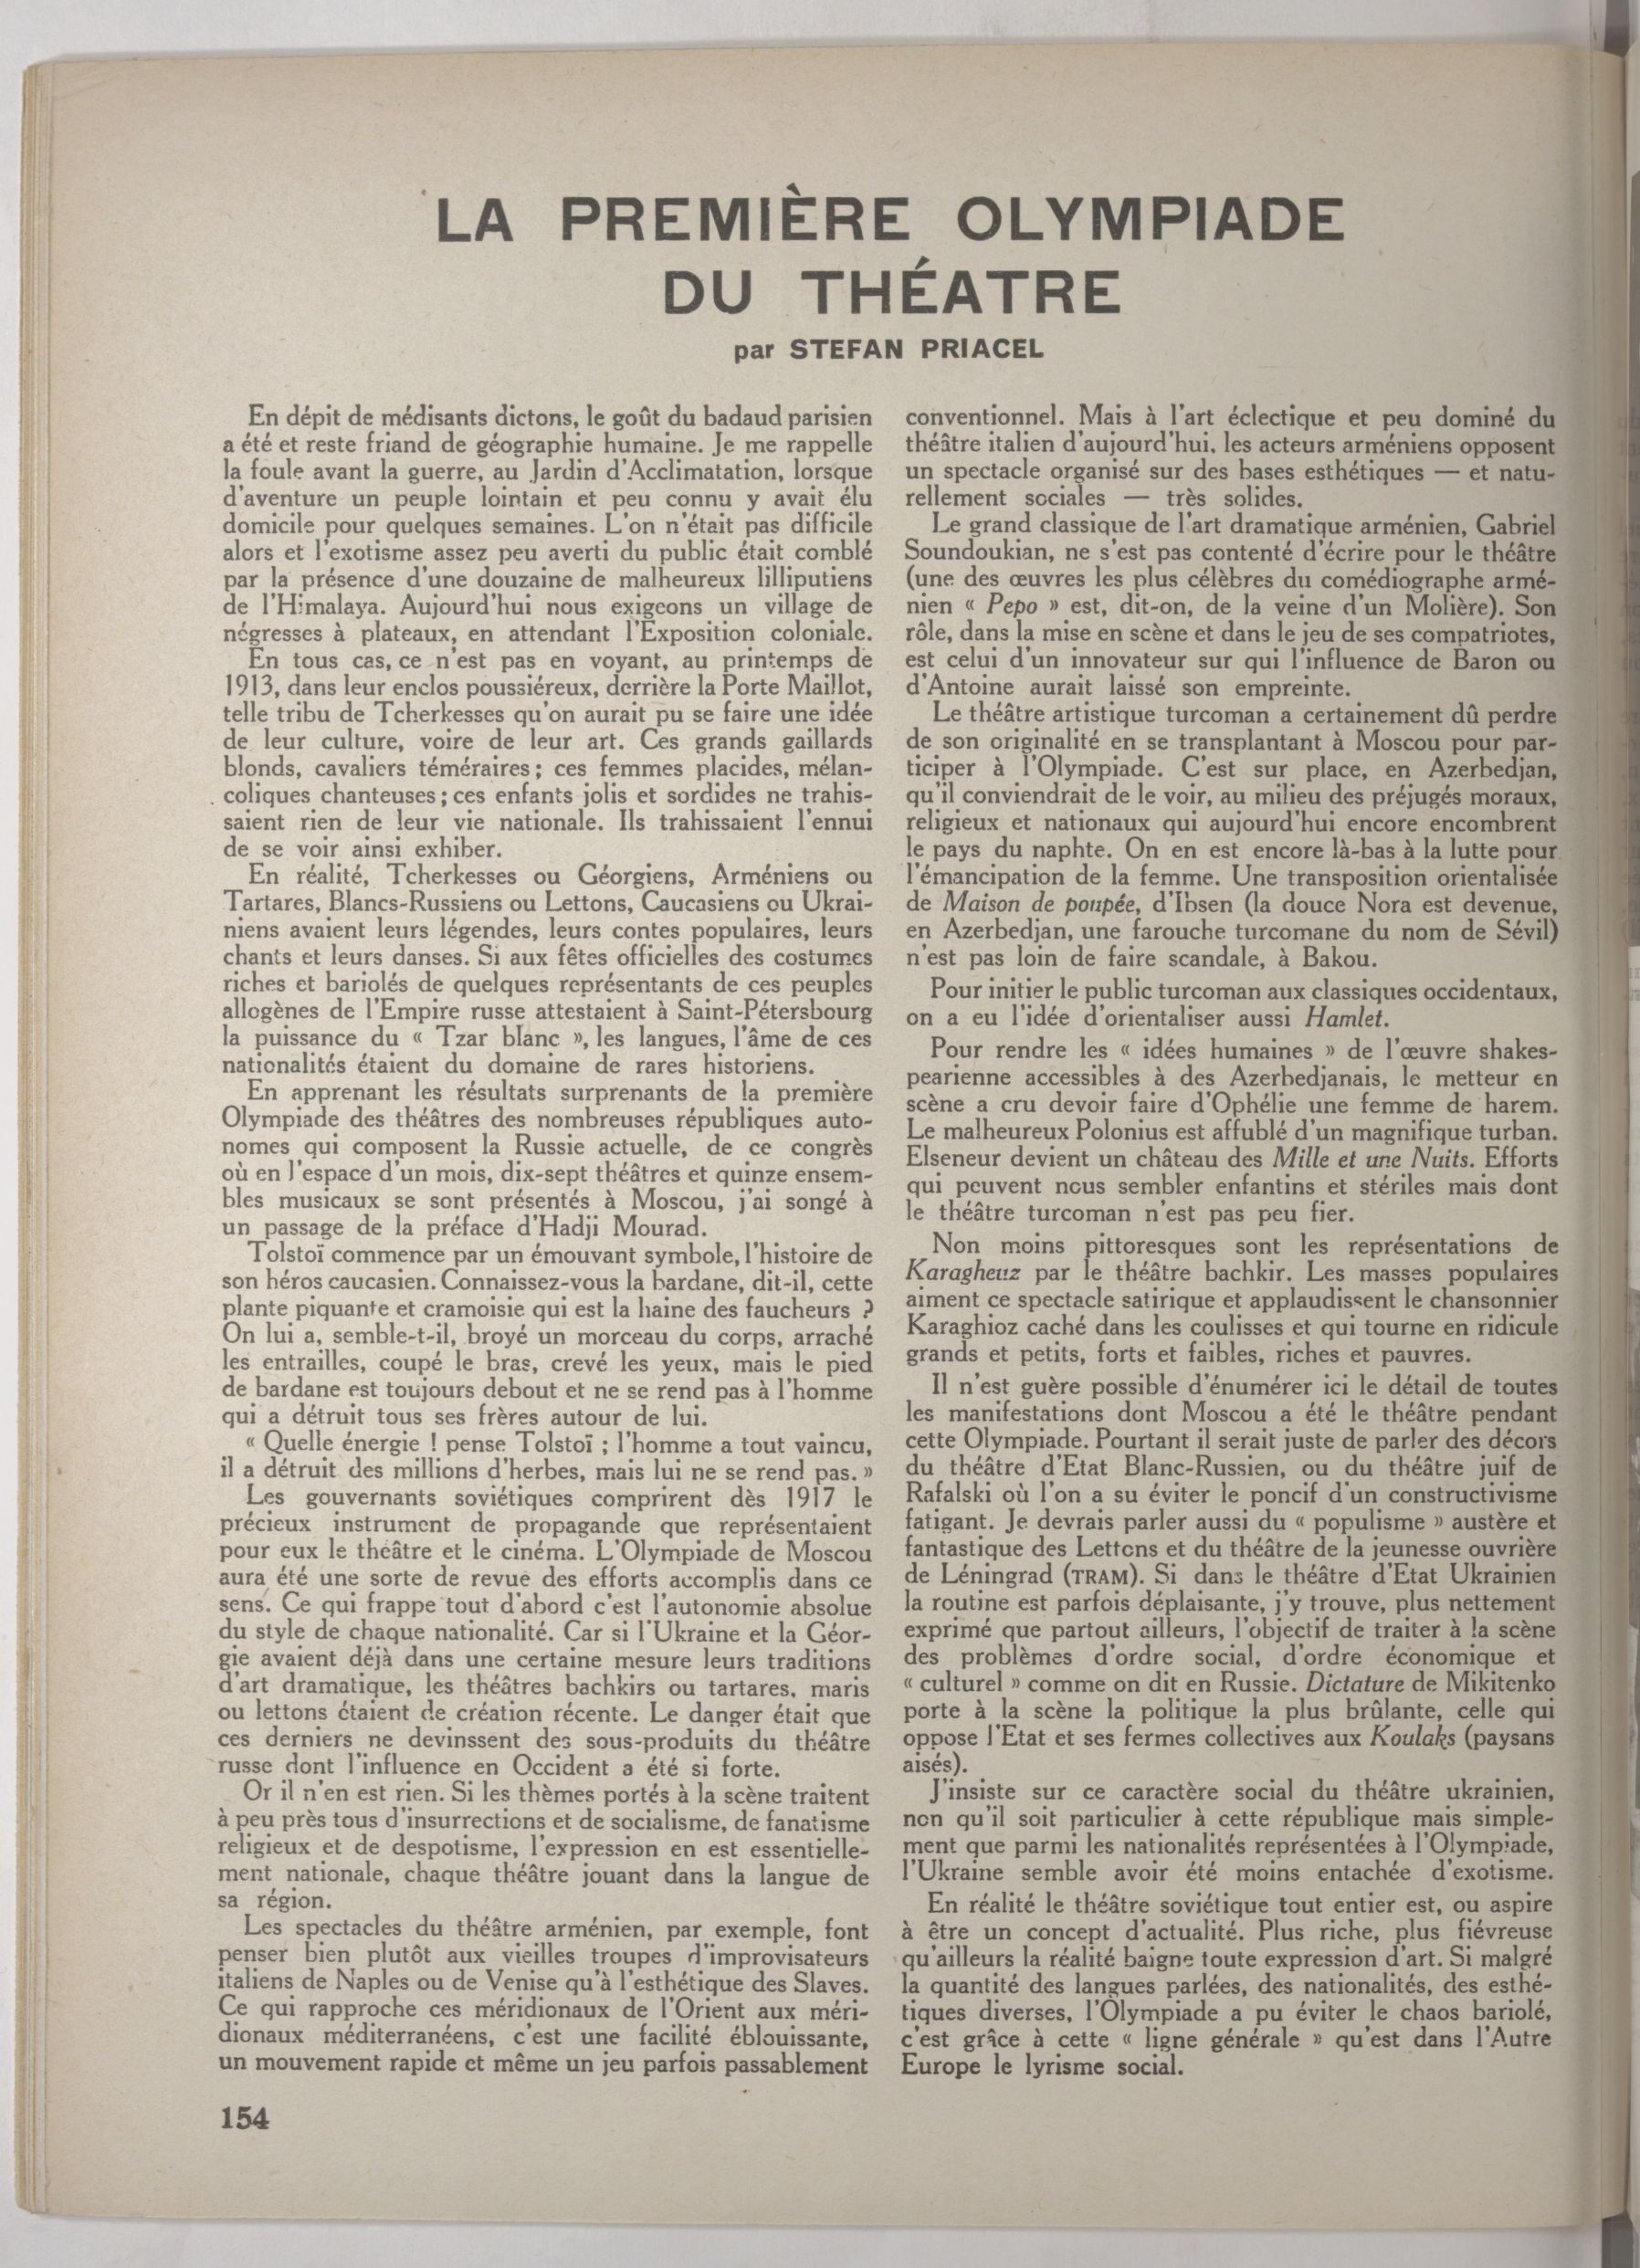 LA PREMIÈRE OLYMPIADE
DU THÉATRE
par STEFAN PRIACEL
En dépit de médisants dictons, le goût du badaud parisien
a été et reste friand de géographie humaine. Je me rappelle
la foule avant la guerre, au Jardin d'Acclimatation, lorsque
d'aventure un peuple lointain et peu connu y avait élu
domicile pour quelques semaines. L'on n'était pas difficile
alors et l'exotisme assez peu averti du public était comblé
par la présence d'une douzaine de malheureux lilliputiens
de l'Himalaya. Aujourd'hui nous exigeons un village de
négresses à plateaux, en attendant l'Exposition coloniale.
En tous cas, ce n'est pas en voyant, au printemps de
1913, dans leur enclos poussiéreux, derrière la Porte Maillot,
telle tribu de Tcherkesses qu'on aurait pu se faire une idée
de leur culture, voire de leur art. Ces grands gaillards
blonds, cavaliers téméraires ; ces femmes placides, mélan-
coliques chanteuses ; ces enfants jolis et sordides ne trahis-
saient rien de leur vie nationale. Ils trahissaient l'ennui
de se voir ainsi exhiber.
En réalité, Tcherkesses ou Géorgiens, Arméniens ou
Tartares, Blancs-Russiens ou Lettons, Caucasiens ou Ukrai-
niens avaient leurs légendes, leurs contes populaires, leurs
chants et leurs danses. Si aux fêtes officielles des costumes
riches et bariolés de quelques représentants de ces peuples
allogènes de l'Empire russe attestaient à Saint-Pétersbourg
la puissance du « Tzar blanc », les langues, l'âme de ces
nationalités étaient du domaine de rares historiens.
En apprenant les résultats surprenants de la première
Olympiade des théâtres des nombreuses républiques auto-
nomes qui composent la Russie actuelle, de ce congrès
où en l'espace d'un mois, dix-sept théâtres et quinze ensem-
bles musicaux se sont présentés à Moscou, j'ai songé à
un passage de la préface d'Hadji Mourad.
Tolstoï commence par un émouvant symbole, l'histoire de
son héros caucasien. Connaissez-vous la bardane, dit-il, cette
plante piquante et cramoisie qui est la haine des faucheurs ?
On lui a, semble-t-il, broyé un morceau du corps, arraché
les entrailles, coupé le bras, crevé les yeux, mais le pied
de bardane est toujours debout et ne se rend pas à l'homme
qui a détruit tous ses frères autour de lui.
« Quelle énergie ! pense Tolstoï ; l'homme a tout vaincu,
il a détruit des millions d'herbes, mais lui ne se rend pas. »
Les gouvernants soviétiques comprirent dès 1917 le
précieux instrument de propagande que représentaient
pour eux le théâtre et le cinéma. L'Olympiade de Moscou
aura été une sorte de revue des efforts accomplis dans ce
sens. Ce qui frappe tout d'abord c'est l'autonomie absolue
du style de chaque nationalité. Car si l'Ukraine et la Géor-
gie avaient déjà dans une certaine mesure leurs traditions
d'art dramatique, les théâtres bachkirs ou tartares, maris
ou lettons étaient de création récente. Le danger était que
ces derniers ne devinssent des sous-produits du théâtre
russe dont l'influence en Occident a été si forte.
Or il n'en est rien. Si les thèmes portés à la scène traitent
à peu près tous d'insurrections et de socialisme, de fanatisme
religieux et de despotisme, l'expression en est essentielle-
ment nationale, chaque théâtre jouant dans la langue de
sa région.
Les spectacles du théâtre arménien, par exemple, font
penser bien plutôt aux vieilles troupes d'improvisateurs
italiens de Naples ou de Venise qu'à l'esthétique des Slaves.
Ce qui rapproche ces méridionaux de l'Orient aux méri-
dionaux méditerranéens, c'est une facilité éblouissante,
un mouvement rapide et même un jeu parfois passablement
conventionnel. Mais à l'art éclectique et peu dominé du
théâtre italien d'aujourd'hui, les acteurs arméniens opposent
un spectacle organisé sur des bases esthétiques — et natu-
rellement sociales — très solides.
Le grand classique de l'art dramatique arménien, Gabriel
Soundoukian, ne s'est pas contenté d'écrire pour le théâtre
(une des œuvres les plus célèbres du comédiographe armé-
nien « Pepo » est, dit-on, de la veine d'un Molière). Son
rôle, dans la mise en scène et dans le jeu de ses compatriotes,
est celui d'un innovateur sur qui l'influence de Baron ou
d'Antoine aurait laissé son empreinte.
Le théâtre artistique turcoman a certainement dû perdre
de son originalité en se transplantant à Moscou pour par-
ticiper à l'Olympiade. C'est sur place, en Azerbedjan,
qu'il conviendrait de le voir, au milieu des préjugés moraux,
religieux et nationaux qui aujourd'hui encore encombrent
le pays du naphte. On en est encore là-bas à la lutte pour
l'émancipation de la femme. Une transposition orientalisée
de Maison de poupée, d'Ibsen (la douce Nora est devenue,
en Azerbedjan, une farouche turcomane du nom de Sévil)
n'est pas loin de faire scandale, à Bakou.
Pour initier le public turcoman aux classiques occidentaux,
on a eu l'idée d'orientaliser aussi Hamlet.
Pour rendre les « idées humaines » de l'œuvre shakes-
pearienne accessibles à des Azerbedjanais, le metteur en
scène a cru devoir faire d'Ophélie une femme de harem.
Le malheureux Polonius est affublé d'un magnifique turban.
Elseneur devient un château des Mille et une Nuits. Efforts
qui peuvent nous sembler enfantins et stériles mais dont
le théâtre turcoman n'est pas peu fier.
Non moins pittoresques sont les représentations de
Karagheuz par le théâtre bachkir. Les masses populaires
aiment ce spectacle satirique et applaudissent le chansonnier
Karaghioz caché dans les coulisses et qui tourne en ridicule
grands et petits, forts et faibles, riches et pauvres.
Il n'est guère possible d'énumérer ici le détail de toutes
les manifestations dont Moscou a été le théâtre pendant
cette Olympiade. Pourtant il serait juste de parler des décors
du théâtre d'Etat Blanc-Russien, ou du théâtre juif de
Rafalski où l'on a su éviter le poncif d'un constructivisme
fatigant. Je devrais parler aussi du « populisme » austère et
fantastique des Lettons et du théâtre de la jeunesse ouvrière
de Léningrad (TRAM). Si dans le théâtre d'Etat Ukrainien
la routine est parfois déplaisante, j'y trouve, plus nettement
exprimé que partout ailleurs, l'objectif de traiter à la scène
des problèmes d'ordre social, d'ordre économique et
« culturel » comme on dit en Russie. Dictature de Mikitenko
porte à la scène la politique la plus brûlante, celle qui
oppose l'Etat et ses fermes collectives aux Koulaks (paysans
aisés).
J'insiste sur ce caractère social du théâtre ukrainien,
non qu'il soit particulier à cette république mais simple-
ment que parmi les nationalités représentées à l'Olympiade,
l'Ukraine semble avoir été moins entachée d'exotisme.
En réalité le théâtre soviétique tout entier est, ou aspire
à être un concept d'actualité. Plus riche, plus fiévreuse
qu'ailleurs la réalité baigne toute expression d'art. Si malgré
la quantité des langues parlées, des nationalités, des esthé-
tiques diverses, l'Olympiade a pu éviter le chaos bariolé,
c'est grâce à cette « ligne générale » qu'est dans l'Autre
Europe le lyrisme social.
154